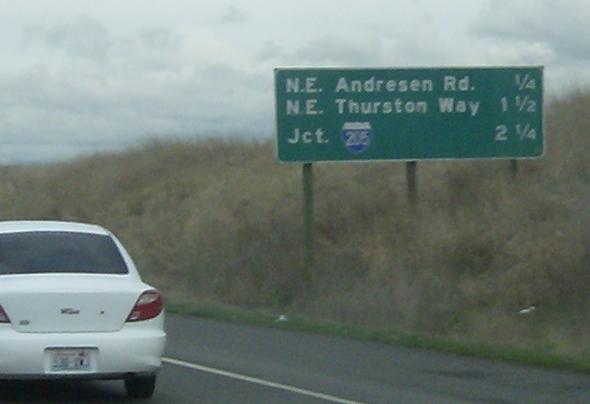 N.E. Andresen Rd. 1/4
N.E. Thurston Way 1 1/2
Jct. 205 2 1/4